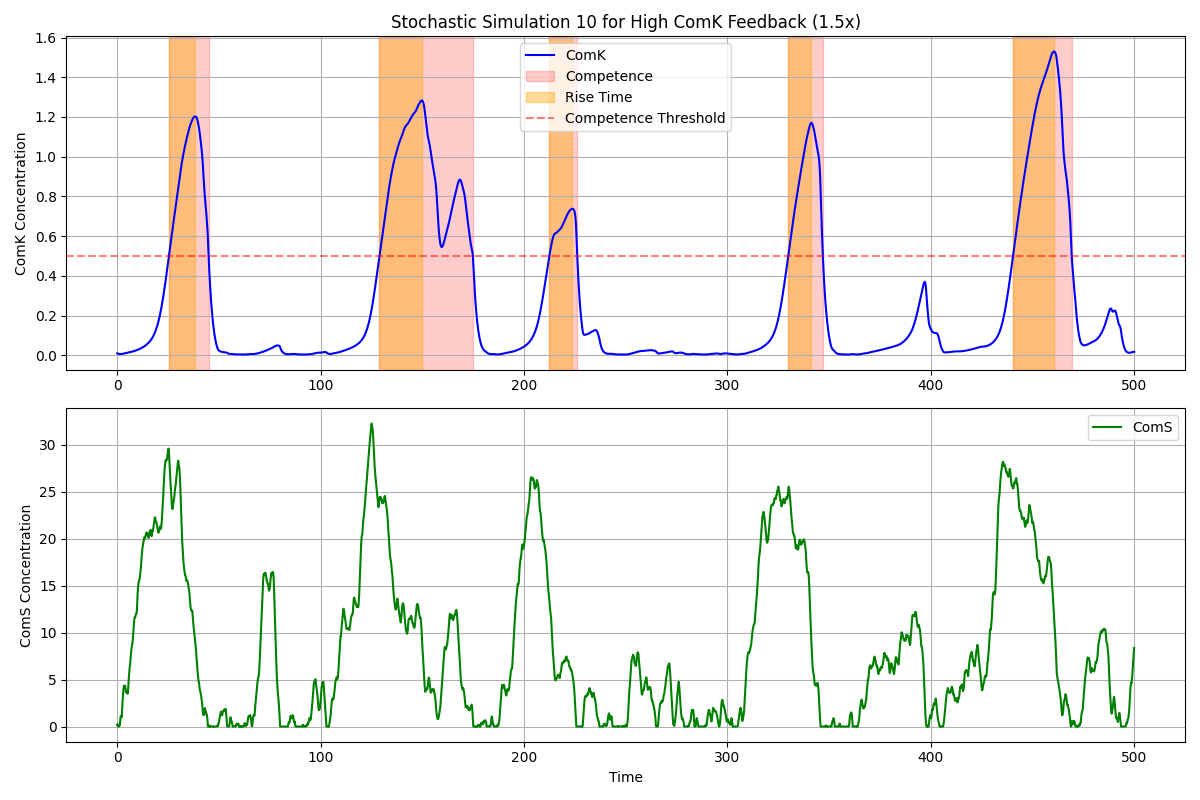 Stochastic Simulation 10 for High ComK Feedback (1.5x)
ComK Concentration
1.6
1.4
1.2
1.0
0.8
0.6
0.4
0.2
0.0
ComK
Competence
Rise Time
Competence Threshold
0 100 200 300 400 500
ComS Concentration
30
25
20
15
10
5
0
ComS
0 100 200 300 400 500
Time